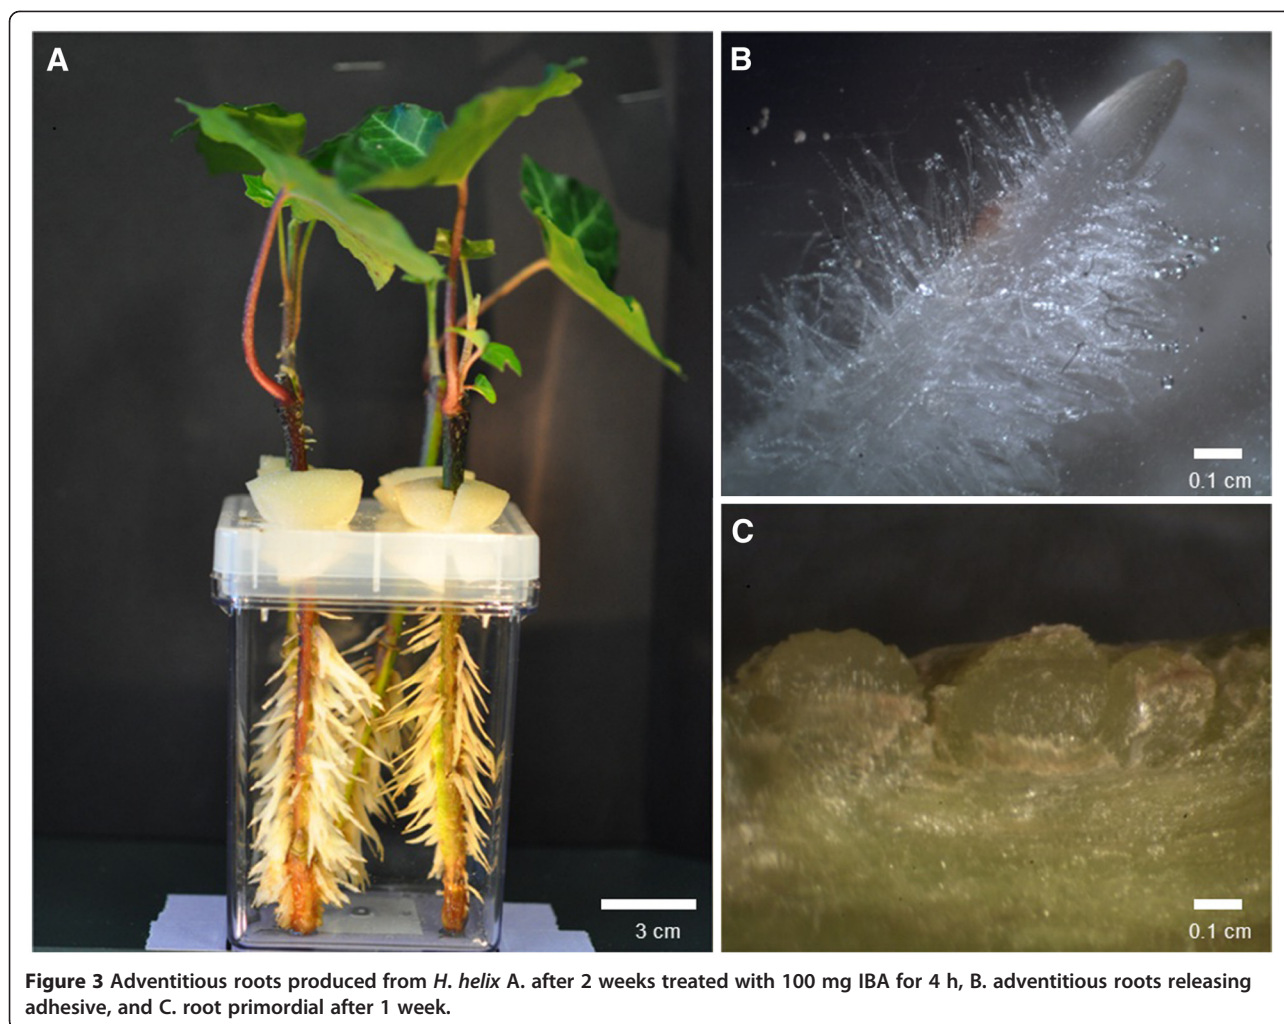 A
B
0.1 cm
C
3 cm
0.1 cm
Figure 3 Adventitious roots produced from H. helix A. after 2 weeks treated with 100 mg IBA for 4 h, B. adventitious roots releasing
adhesive, and C. root primordial after 1 week.